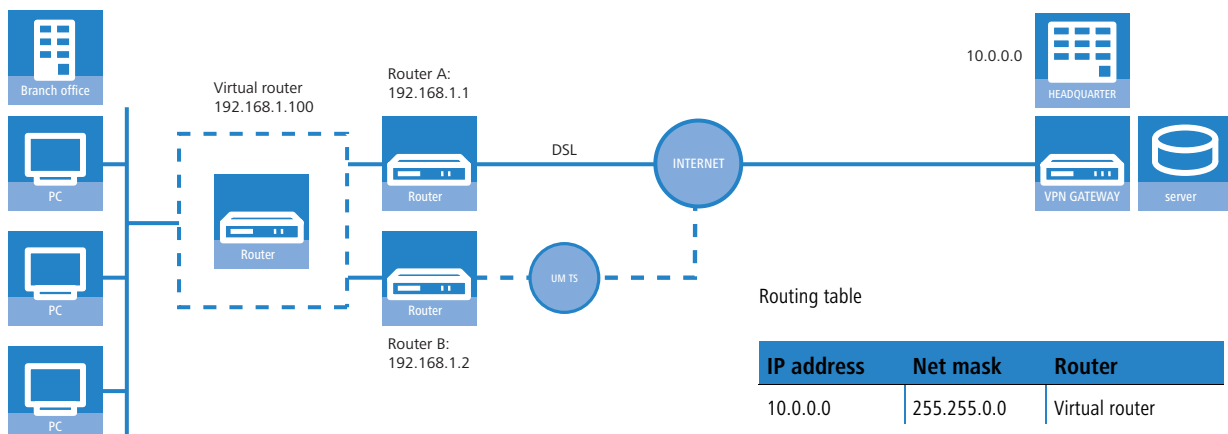 Branch office
PC
PC
PC
Virtual router
192.168.1.100
Router
Router A:
192.168.1.1
Router
Router
Router B:
192.168.1.2
DSL
UM TS
INTERNET
10.0.0.0
HEADQUARTER
VPN GATEWAY
server
Routing table
IP address Net mask Router
10.0.0.0 255.255.0.0 Virtual router